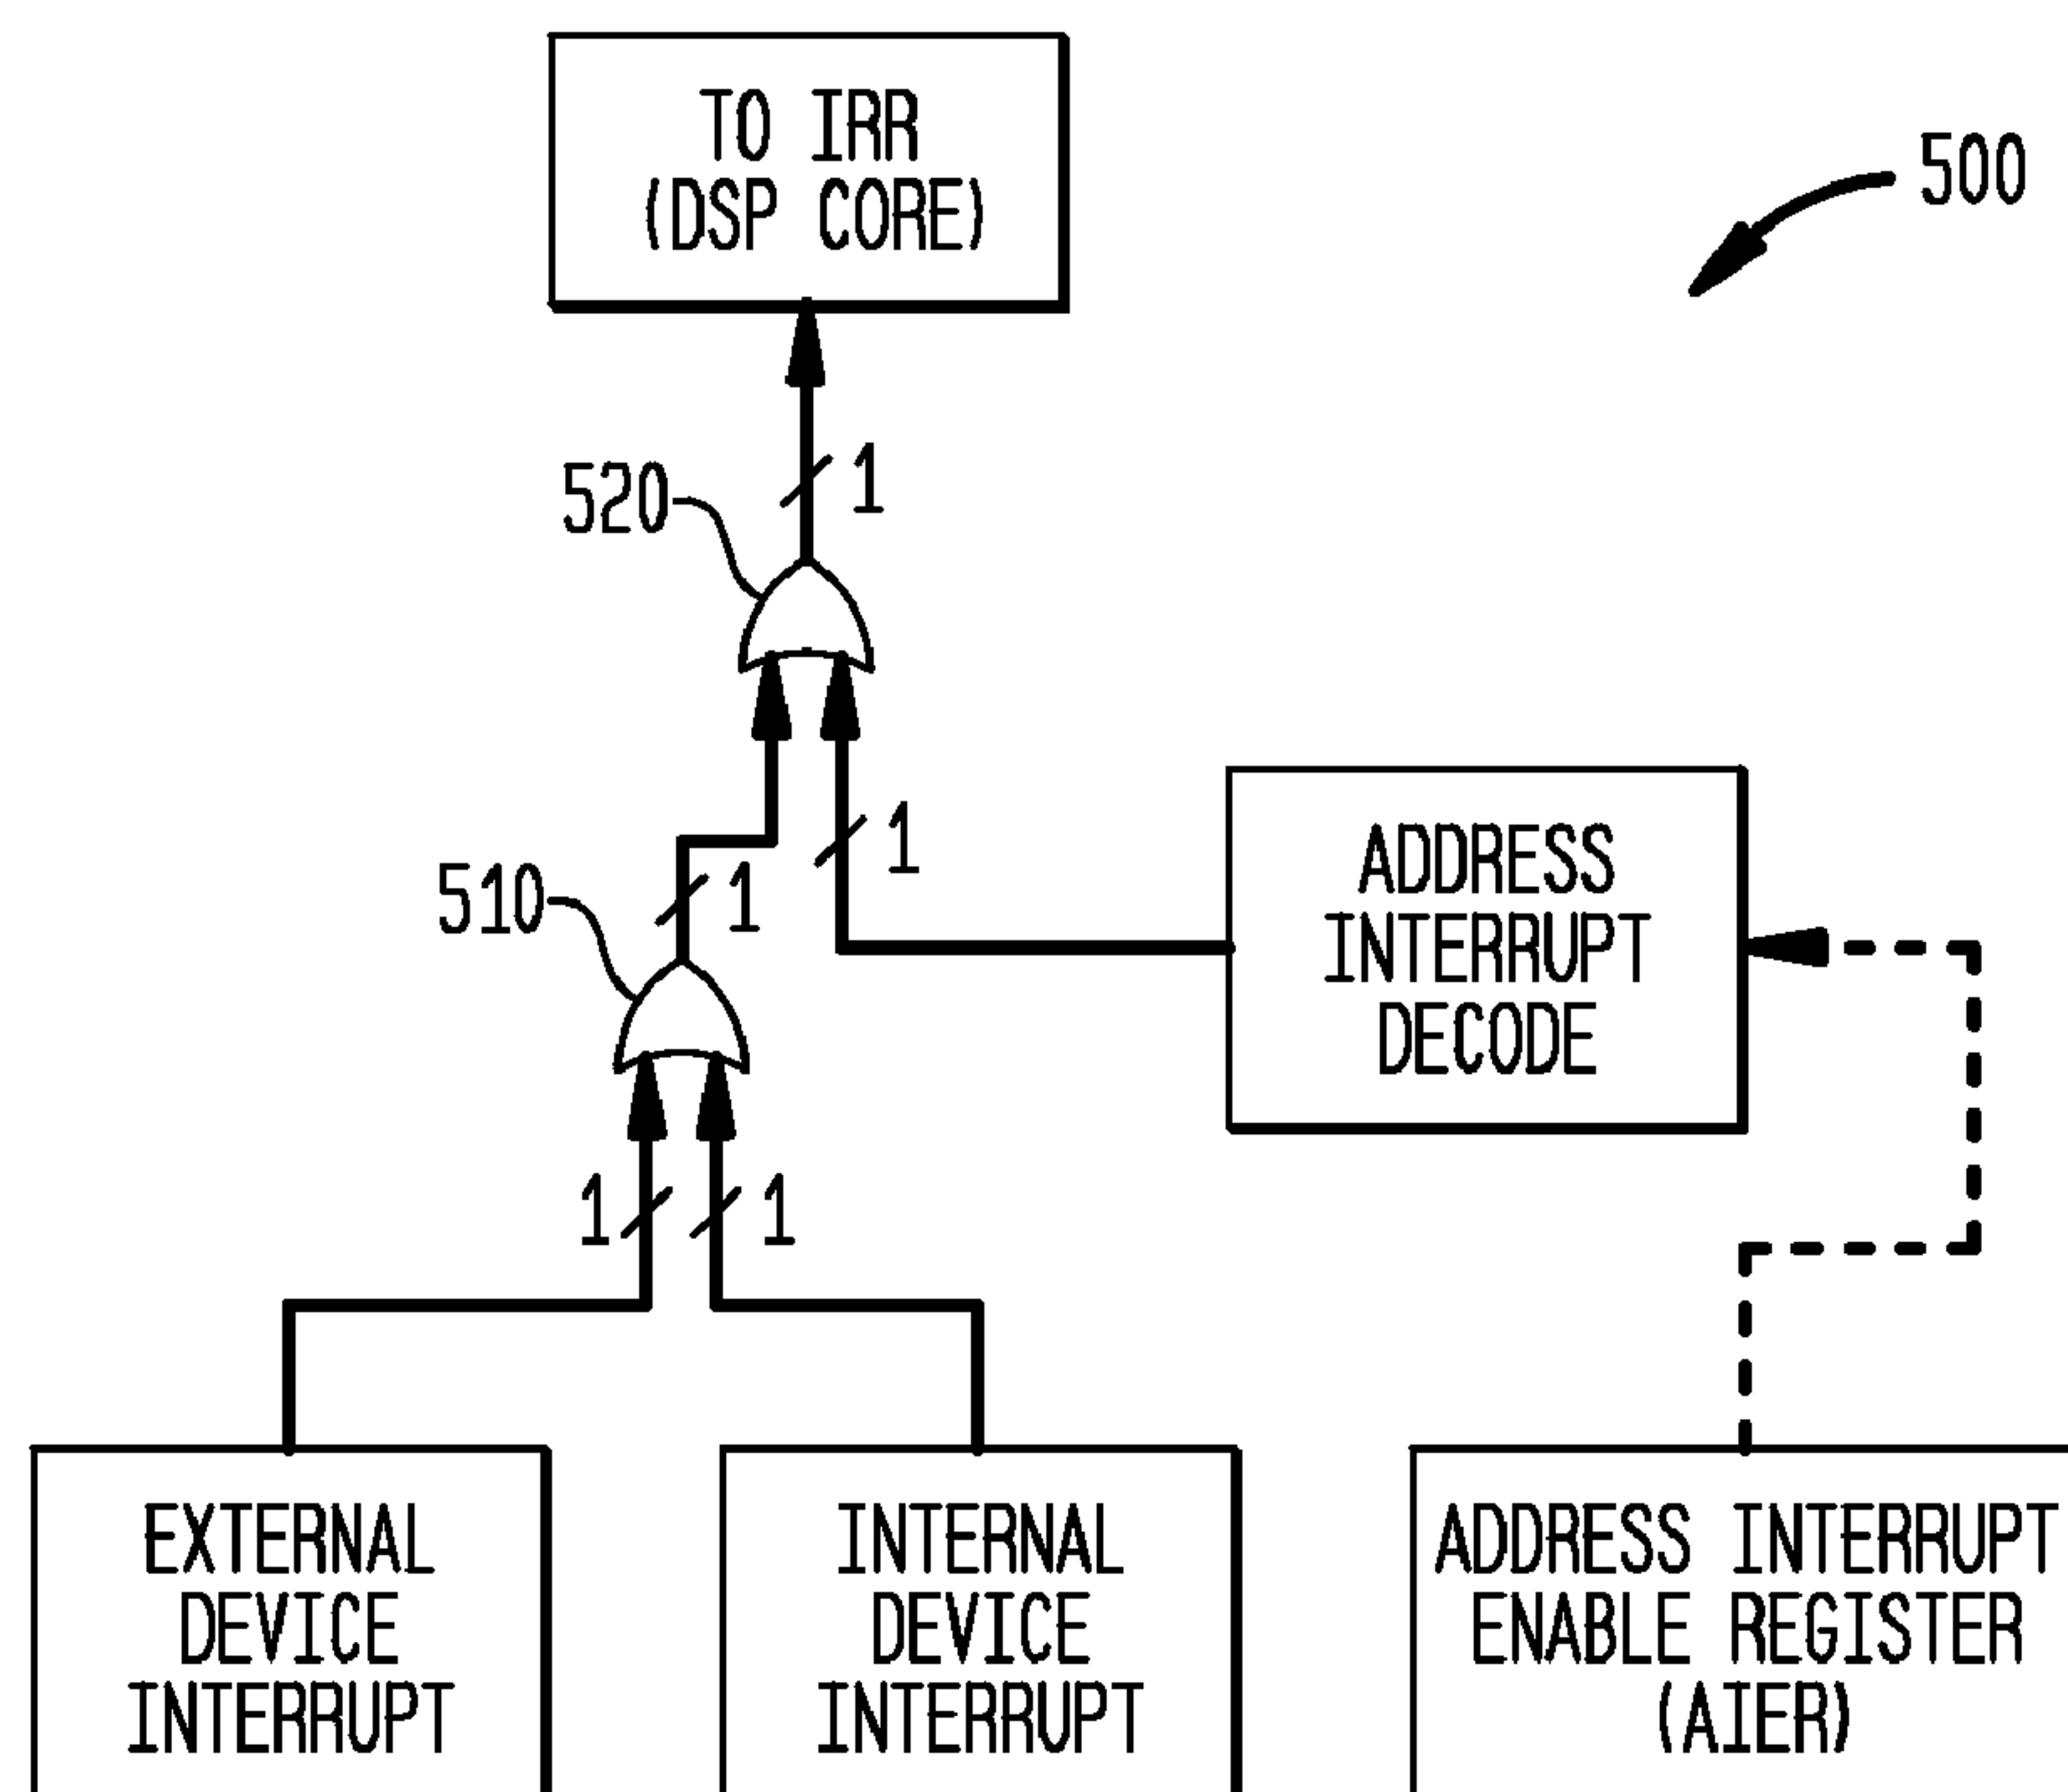 TO IRR
(DSP CORE)
500
520
1
1
510
1
ADDRESS
INTERRUPT
DECODE
1
1
EXTERNAL
DEVICE
INTERRUPT
INTERNAL
DEVICE
INTERRUPT
ADDRESS INTERRUPT
ENABLE REGISTER
(AIER)